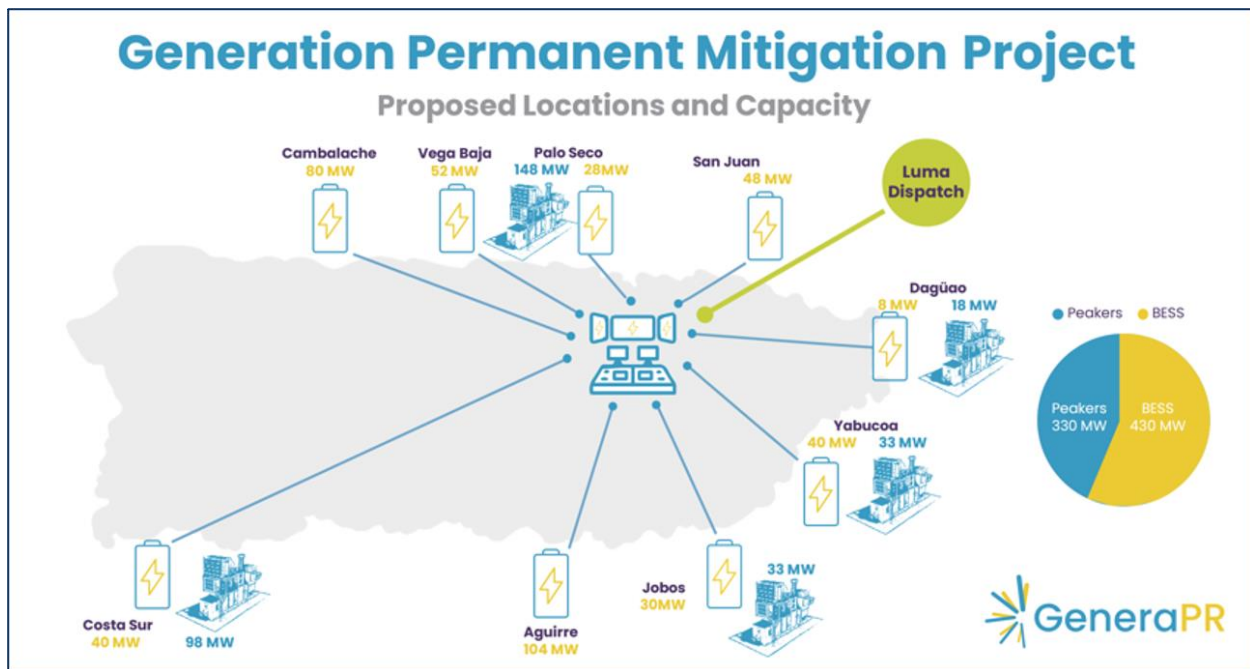 Generation Permanent Mitigation Project
Proposed Locations and Capacity
Cambalache
80 MW
Vega Baja
52 MW
Palo Seco
148 MW
28MW
San Juan
48 MW
Luma
Dispatch
Dagüao
8 MW
18 MW
Peakers
BESS
Peakers
330 MW
BESS
430 MW
Yabucoa
40 MW
33 MW
Costa Sur
40 MW
98 MW
Aguirre
104 MW
Jobos
30MW
33 MW
GeneraPR